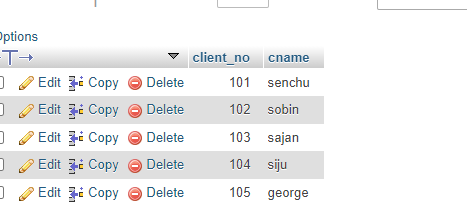 Options
client_no cname
Edit Copy Delete 101 senchu
Edit Copy Delete 102 sobin
Edit Copy Delete 103 sajan
Edit Copy Delete 104 siju
Edit Copy Delete 105 george